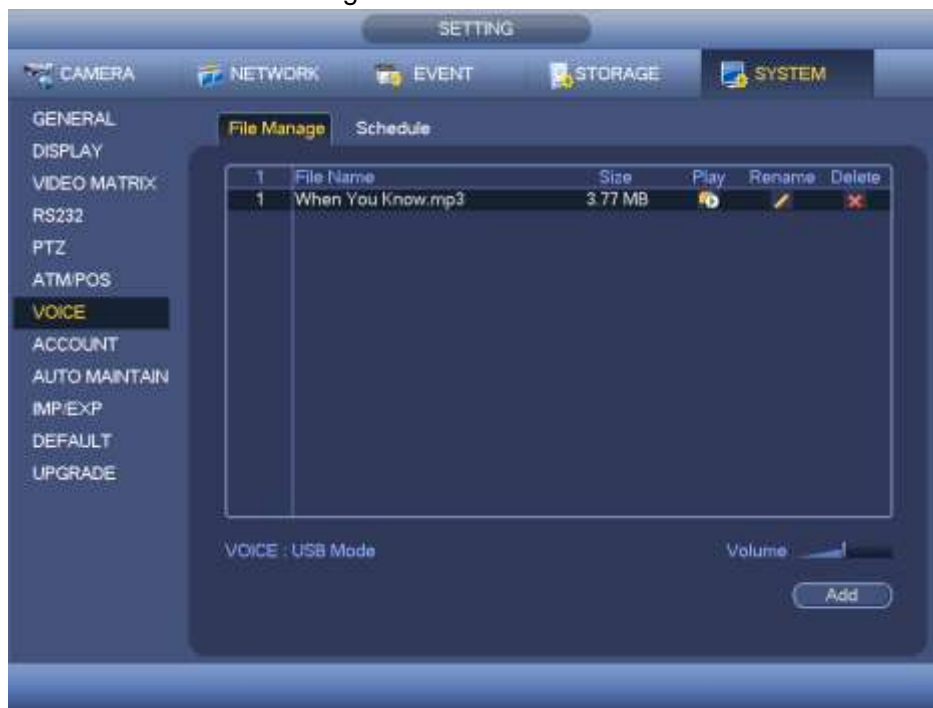 SETTING
CAMERA NETWORK EVENT STORAGE SYSTEM
GENERAL
DISPLAY
VIDEO MATRIX
RS232
PTZ
ATM/POS
VOICE
ACCOUNT
AUTO MAINTAIN
IMP/EXP
DEFAULT
UPGRADE
File Manage Schedule
1 File Name Size Play Rename Delete
1 When You Know.mp3 3.77 MB
VOICE : USB Mode Volume
Add